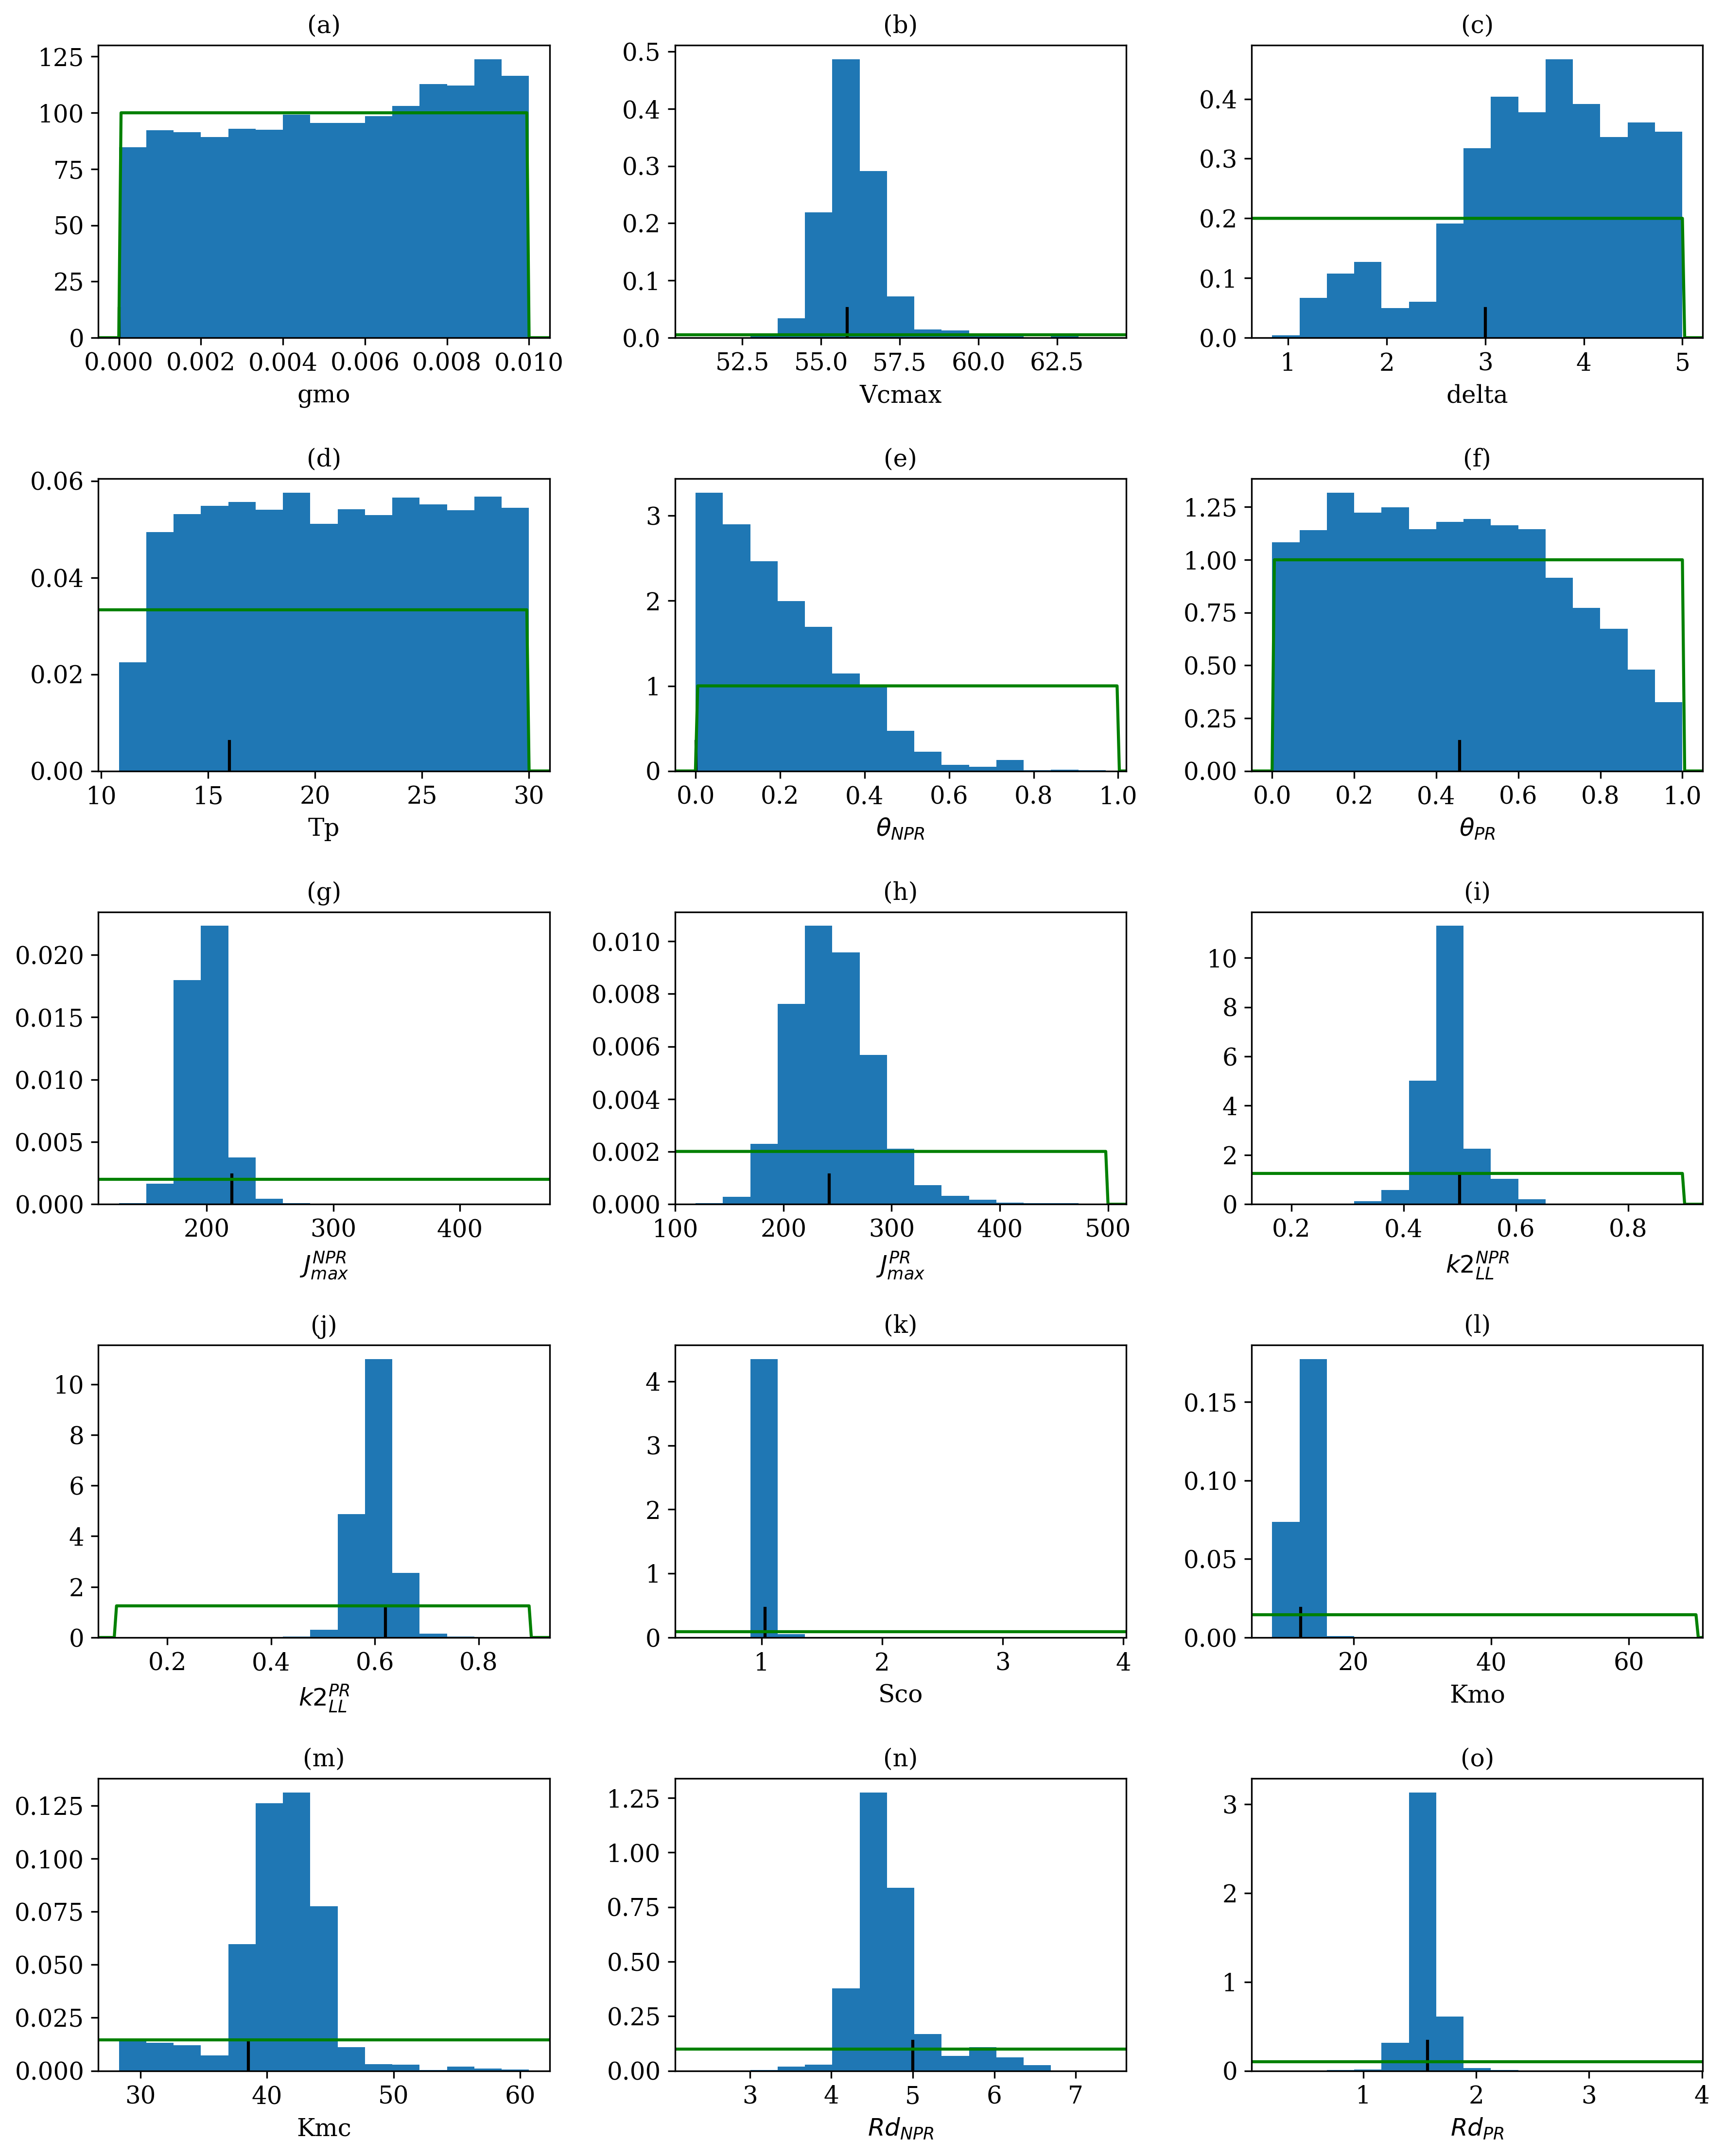 (a) (b) (c)
125
100
75
50
25
0
0.000 0.002 0.004 0.006 0.008 0.010
gmo
0.5
0.4
0.3
0.2
0.1
0.0
52.5 55.0 57.5 60.0 62.5
Vcmax
0.4
0.3
0.2
0.1
0.0
1 2 3 4 5
delta
(d) (e) (f)
0.06
0.04
0.02
0.00
10 15 20 25 30
Tp
3
2
1
0
0.0 0.2 0.4 0.6 0.8 1.0
θ_NPR
1.25
1.00
0.75
0.50
0.25
0.00
0.0 0.2 0.4 0.6 0.8 1.0
θ_PR
(g) (h) (i)
0.020
0.015
0.010
0.005
0.000
200 300 400
J_max^NPR
0.010
0.008
0.006
0.004
0.002
0.000
100 200 300 400 500
J_max^PR
10
8
6
4
2
0
0.2 0.4 0.6 0.8
k2_LL^NPR
(j) (k) (l)
10
8
6
4
2
0
0.2 0.4 0.6 0.8
k2_LL^PR
4
3
2
1
0
1 2 3 4
Sco
0.15
0.10
0.05
0.00
20 40 60
Kmo
(m) (n) (o)
0.125
0.100
0.075
0.050
0.025
0.000
30 40 50 60
Kmc
1.25
1.00
0.75
0.50
0.25
0.00
3 4 5 6 7
Rd_NPR
3
2
1
0
1 2 3 4
Rd_PR